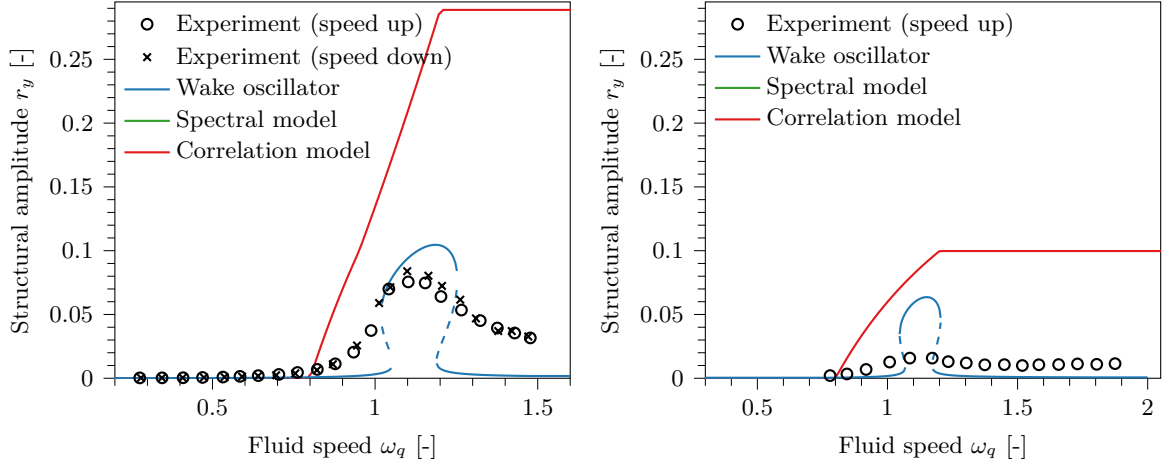 Structural amplitude r_y [-]
0.25
0.2
0.15
0.1
0.05
0
Experiment (speed up)
Experiment (speed down)
Wake oscillator
Spectral model
Correlation model
0.5
1
1.5
Fluid speed ω_q [-]
Structural amplitude r_y [-]
0.25
0.2
0.15
0.1
0.05
0
Experiment (speed up)
Wake oscillator
Spectral model
Correlation model
0.5
1
1.5
2
Fluid speed ω_q [-]